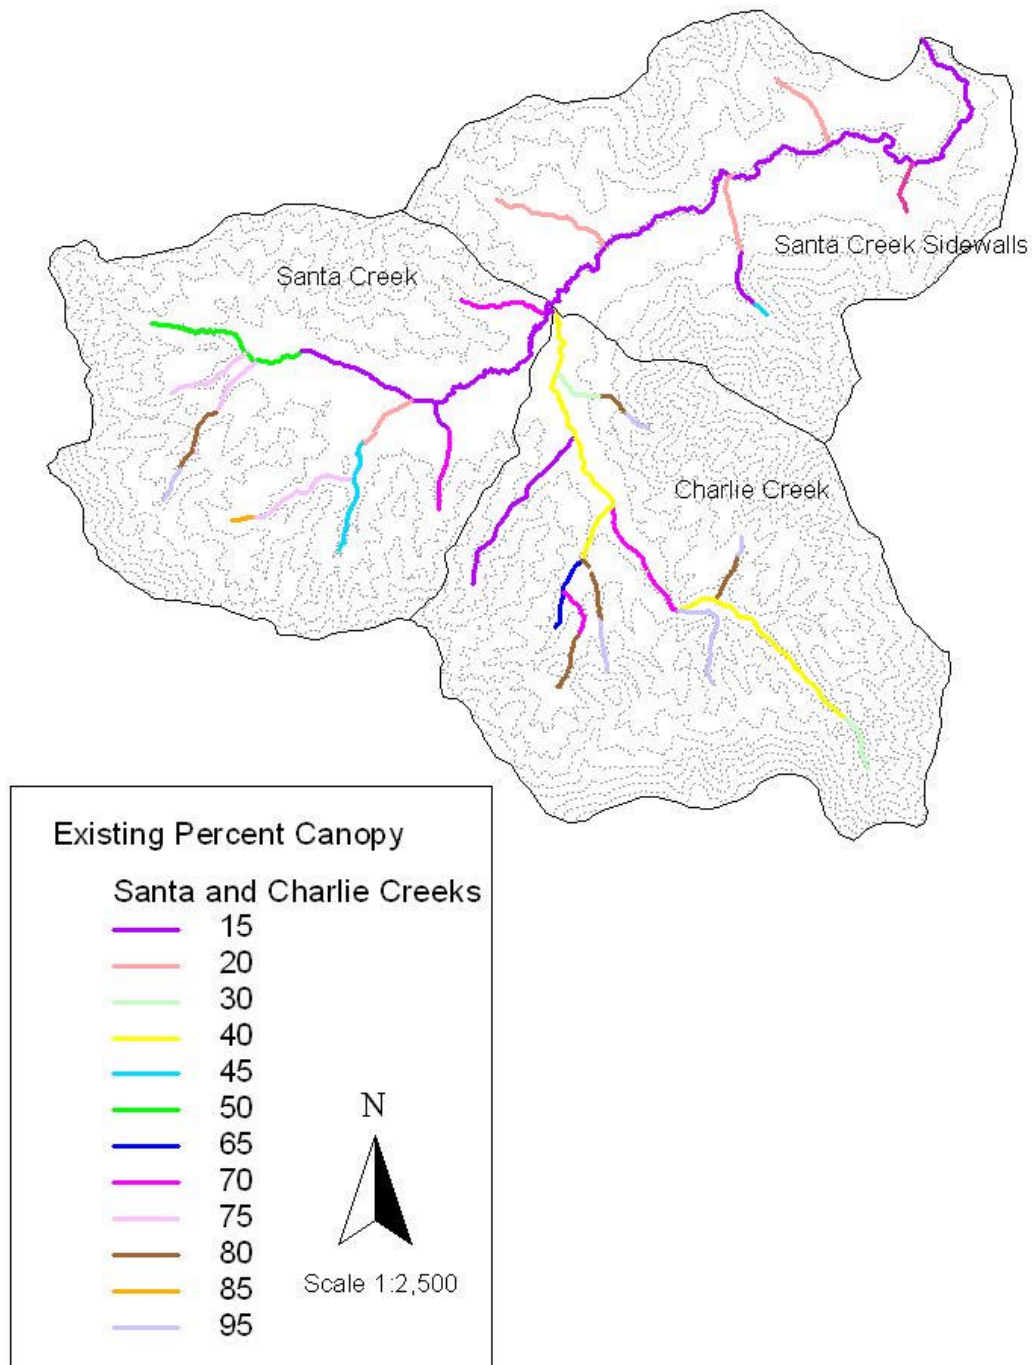 Santa Creek Sidewalls
Santa Creek
Charlie Creek
Existing Percent Canopy
Santa and Charlie Creeks
15
20
30
40
45
50
65
70
75
80
85
95
N
Scale 1:2,500